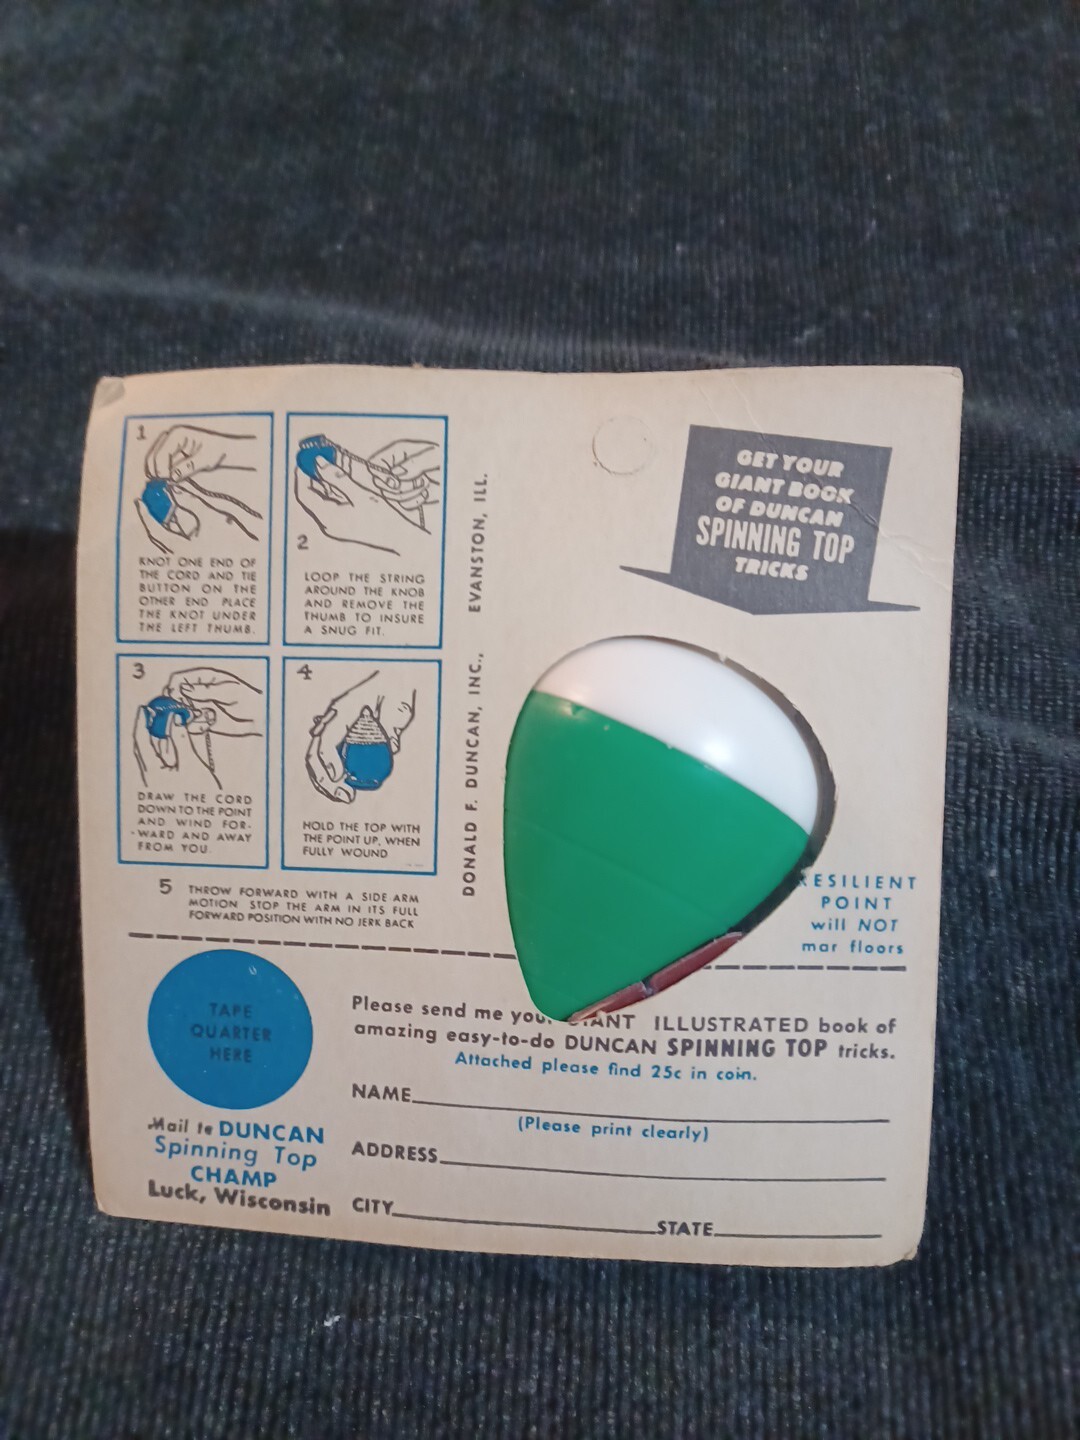 1
KNOT ONE END OF
THE CORD AND TIE
BUTTON ON THE
OTHER END PLACE
THE KNOT UNDER
THE LEFT THUMB.
2
LOOP THE STRING
AROUND THE KNOB
AND REMOVE THE
THUMB TO INSURE
A SNUG FIT.
3
DRAW THE CORD
DOWN TO THE POINT
AND WIND FOR-
WARD AND AWAY
FROM YOU.
4
HOLD THE TOP WITH
THE POINT UP, WHEN
FULLY WOUND
5 THROW FORWARD WITH A SIDE ARM
MOTION STOP THE ARM IN ITS FULL
FORWARD POSITION WITH NO JERK BACK
DONALD F. DUNCAN, INC., EVANSTON, ILL.
GET YOUR
GIANT BOOK
OF DUNCAN
SPINNING TOP
TRICKS
RESILIENT
POINT
will NOT
mar floors
TAPE
QUARTER
HERE
Mail to DUNCAN
Spinning Top
CHAMP
Luck, Wisconsin
Please send me your GIANT ILLUSTRATED book of
amazing easy-to-do DUNCAN SPINNING TOP tricks.
Attached please find 25c in coin.
NAME
(Please print clearly)
ADDRESS
CITY STATE